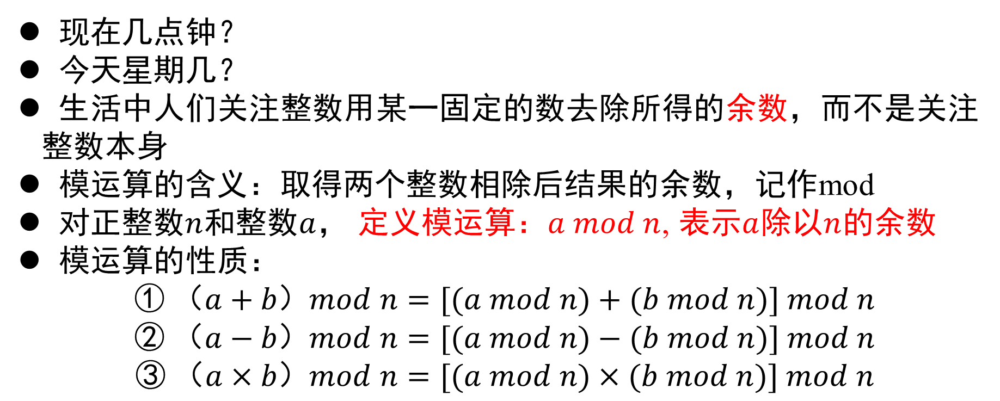 ● 现在几点钟？
● 今天星期几？
● 生活中人们关注整数用某一固定的数去除所得的余数，而不是关注
整数本身
● 模运算的含义：取得两个整数相除后结果的余数，记作mod
● 对正整数n和整数a， 定义模运算：a mod n, 表示a除以n的余数
● 模运算的性质：
① （a + b）mod n = [(a mod n) + (b mod n)] mod n
② （a − b）mod n = [(a mod n) − (b mod n)] mod n
③ （a × b）mod n = [(a mod n) × (b mod n)] mod n